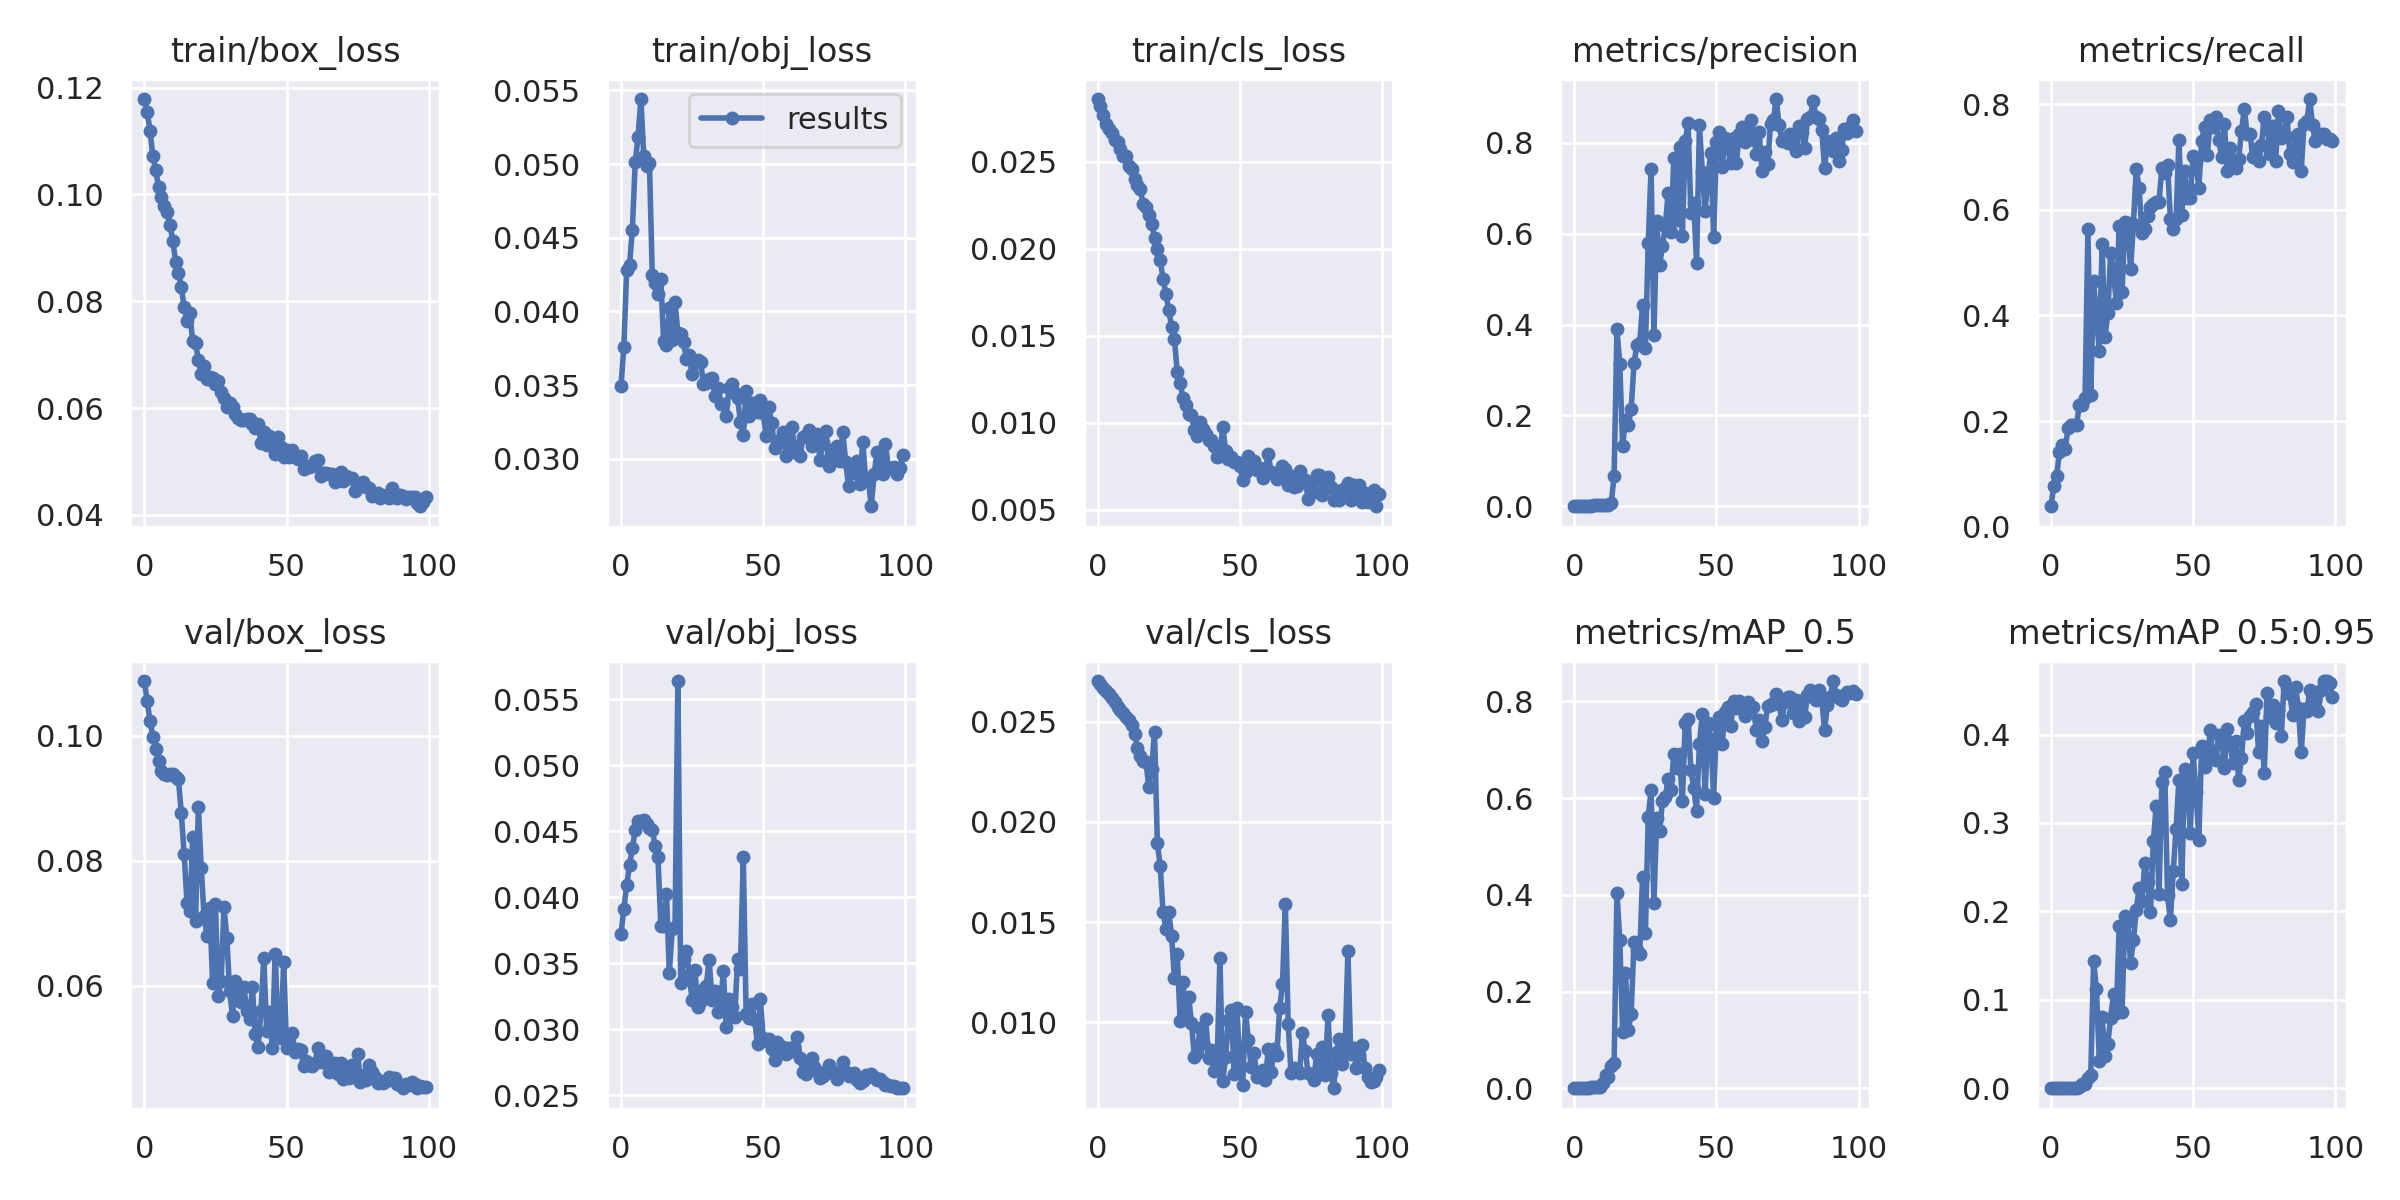 train/box_loss
0.12
0.10
0.08
0.06
0.04
0 50 100
train/obj_loss
results
0.055
0.050
0.045
0.040
0.035
0.030
0 50 100
train/cls_loss
0.025
0.020
0.015
0.010
0.005
0 50 100
metrics/precision
0.8
0.6
0.4
0.2
0.0
0 50 100
metrics/recall
0.8
0.6
0.4
0.2
0.0
0 50 100
val/box_loss
0.10
0.08
0.06
0 50 100
val/obj_loss
0.055
0.050
0.045
0.040
0.035
0.030
0.025
0 50 100
val/cls_loss
0.025
0.020
0.015
0.010
0 50 100
metrics/mAP_0.5
0.8
0.6
0.4
0.2
0.0
0 50 100
metrics/mAP_0.5:0.95
0.4
0.3
0.2
0.1
0.0
0 50 100